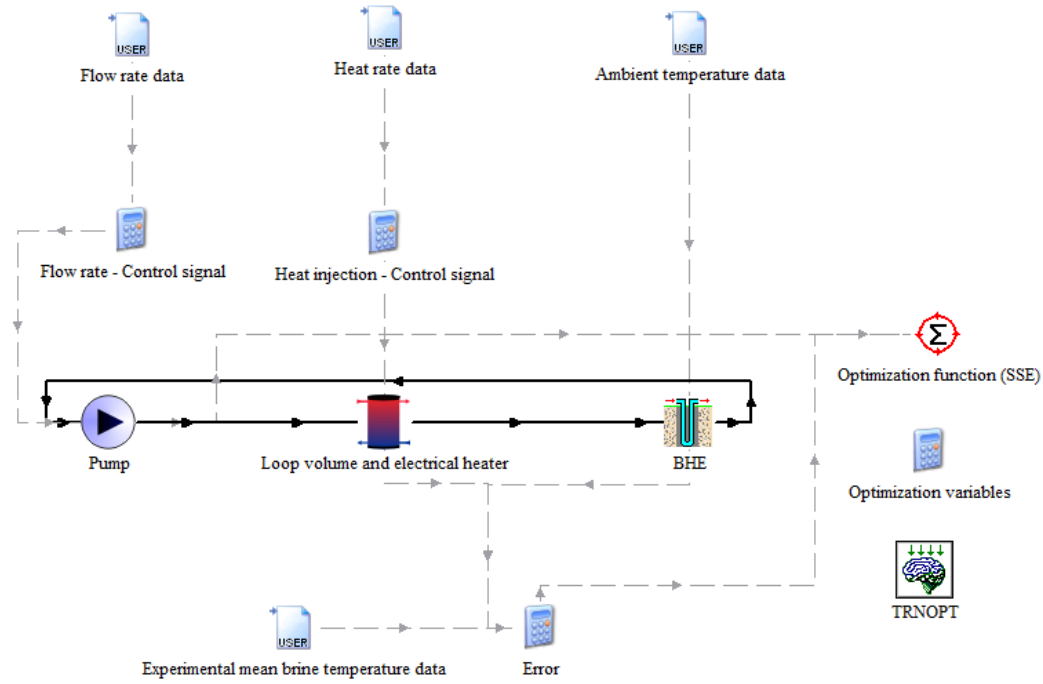 USER
USER
USER
Flow rate data
Heat rate data
Ambient temperature data
Flow rate - Control signal
Heat injection - Control signal
Σ
Optimization function (SSE)
Pump
Loop volume and electrical heater
BHE
Optimization variables
TRNOPT
USER
Experimental mean brine temperature data
Error